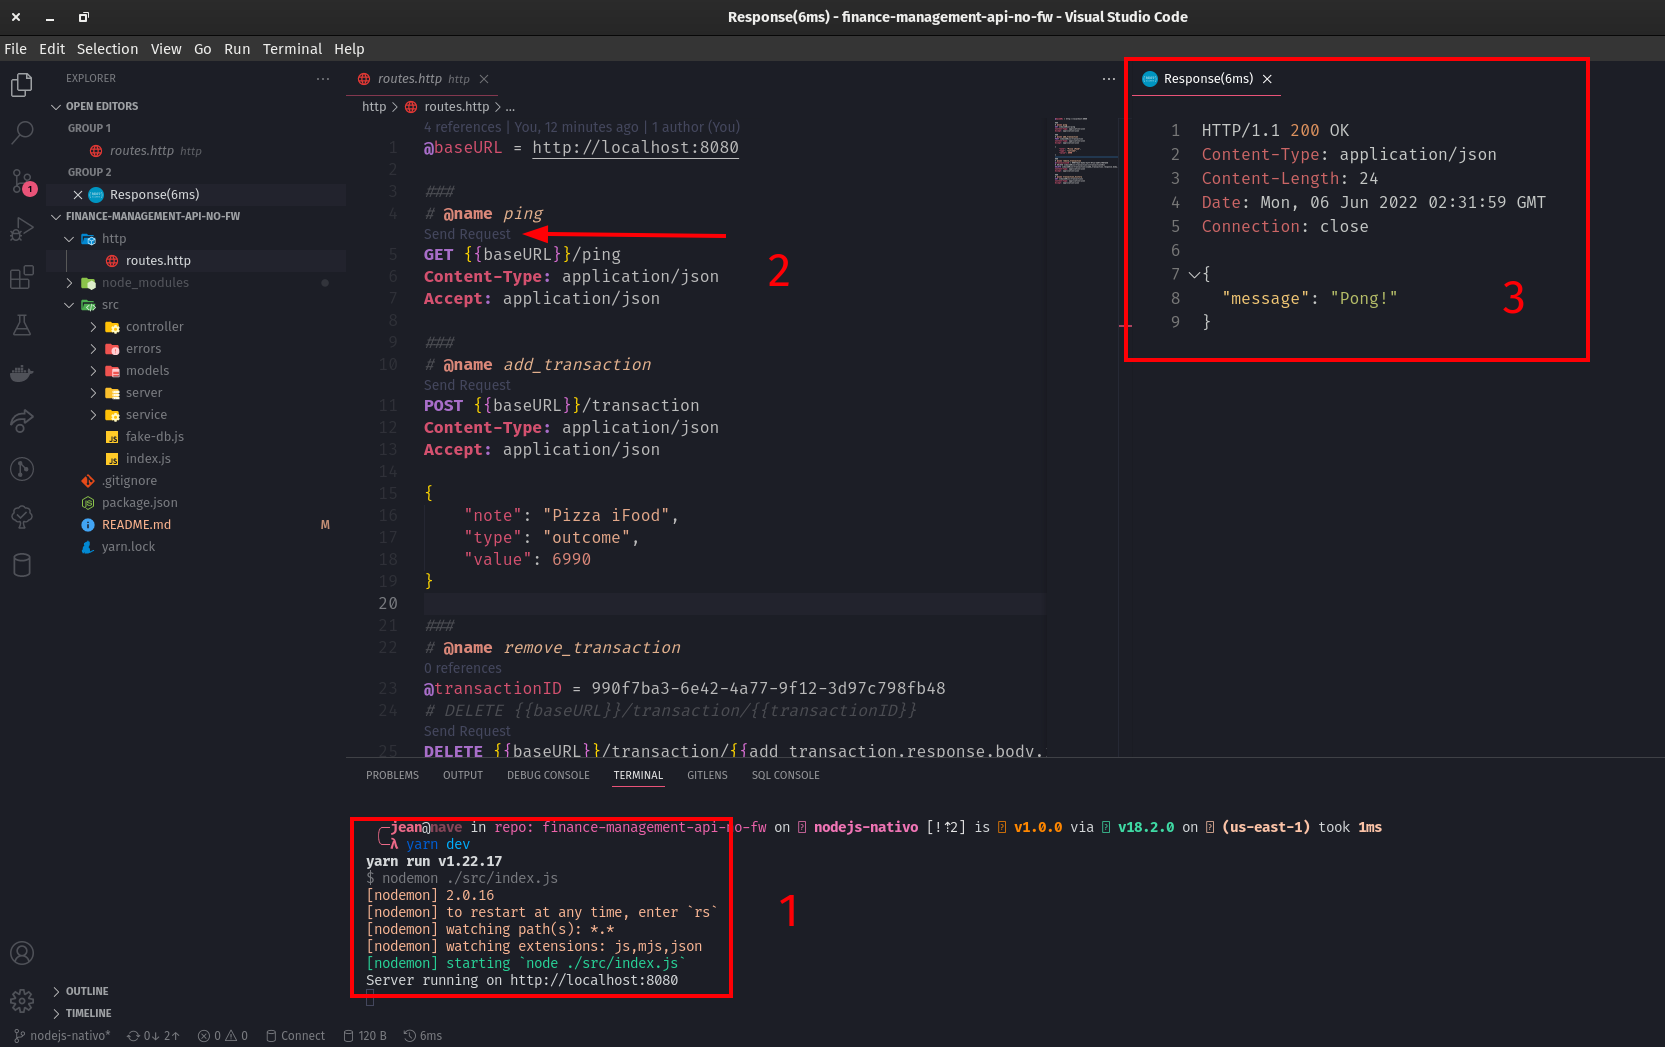 Response(6ms) - finance-management-api-no-fw - Visual Studio Code
File Edit Selection View Go Run Terminal Help
EXPLORER
OPEN EDITORS
GROUP 1
routes.http http
GROUP 2
Response(6ms)
FINANCE-MANAGEMENT-API-NO-FW
http
routes.http
node_modules
src
controller
errors
models
server
service
fake-db.js
index.js
.gitignore
package.json
README.md M
yarn.lock
OUTLINE
TIMELINE
1
routes.http http
http > routes.http > ...
4 references | You, 12 minutes ago | 1 author (You)
1 @baseURL = http://localhost:8080
2
3 ###
4 # @name ping
Send Request
5 GET {{baseURL}}/ping
6 Content-Type: application/json
7 Accept: application/json
8
9 ###
10 # @name add_transaction
Send Request
11 POST {{baseURL}}/transaction
12 Content-Type: application/json
13 Accept: application/json
14
15 {
16 "note": "Pizza iFood",
17 "type": "outcome",
18 "value": 6990
19 }
20
21 ###
22 # @name remove_transaction
0 references
23 @transactionID = 990f7ba3-6e42-4a77-9f12-3d97c798fb48
24 # DELETE {{baseURL}}/transaction/{{transactionID}}
Send Request
25 DELETE {{baseURL}}/transaction/{{add_transaction.response.body.
2
Response(6ms)
1 HTTP/1.1 200 OK
2 Content-Type: application/json
3 Content-Length: 24
4 Date: Mon, 06 Jun 2022 02:31:59 GMT
5 Connection: close
6
7 {
8 "message": "Pong!"
9 }
3
PROBLEMS OUTPUT DEBUG CONSOLE TERMINAL GITLENS SQL CONSOLE
jean@nave in repo: finance-management-api-no-fw on nodejs-nativo [!⇡2] is v1.0.0 via v18.2.0 on (us-east-1) took 1ms
λ yarn dev
yarn run v1.22.17
$ nodemon ./src/index.js
[nodemon] 2.0.16
[nodemon] to restart at any time, enter `rs`
[nodemon] watching path(s): *.*
[nodemon] watching extensions: js,mjs,json
[nodemon] starting `node ./src/index.js`
Server running on http://localhost:8080
1
nodejs-nativo* 0↓ 2↑ 0 0 Connect 120 B 6ms